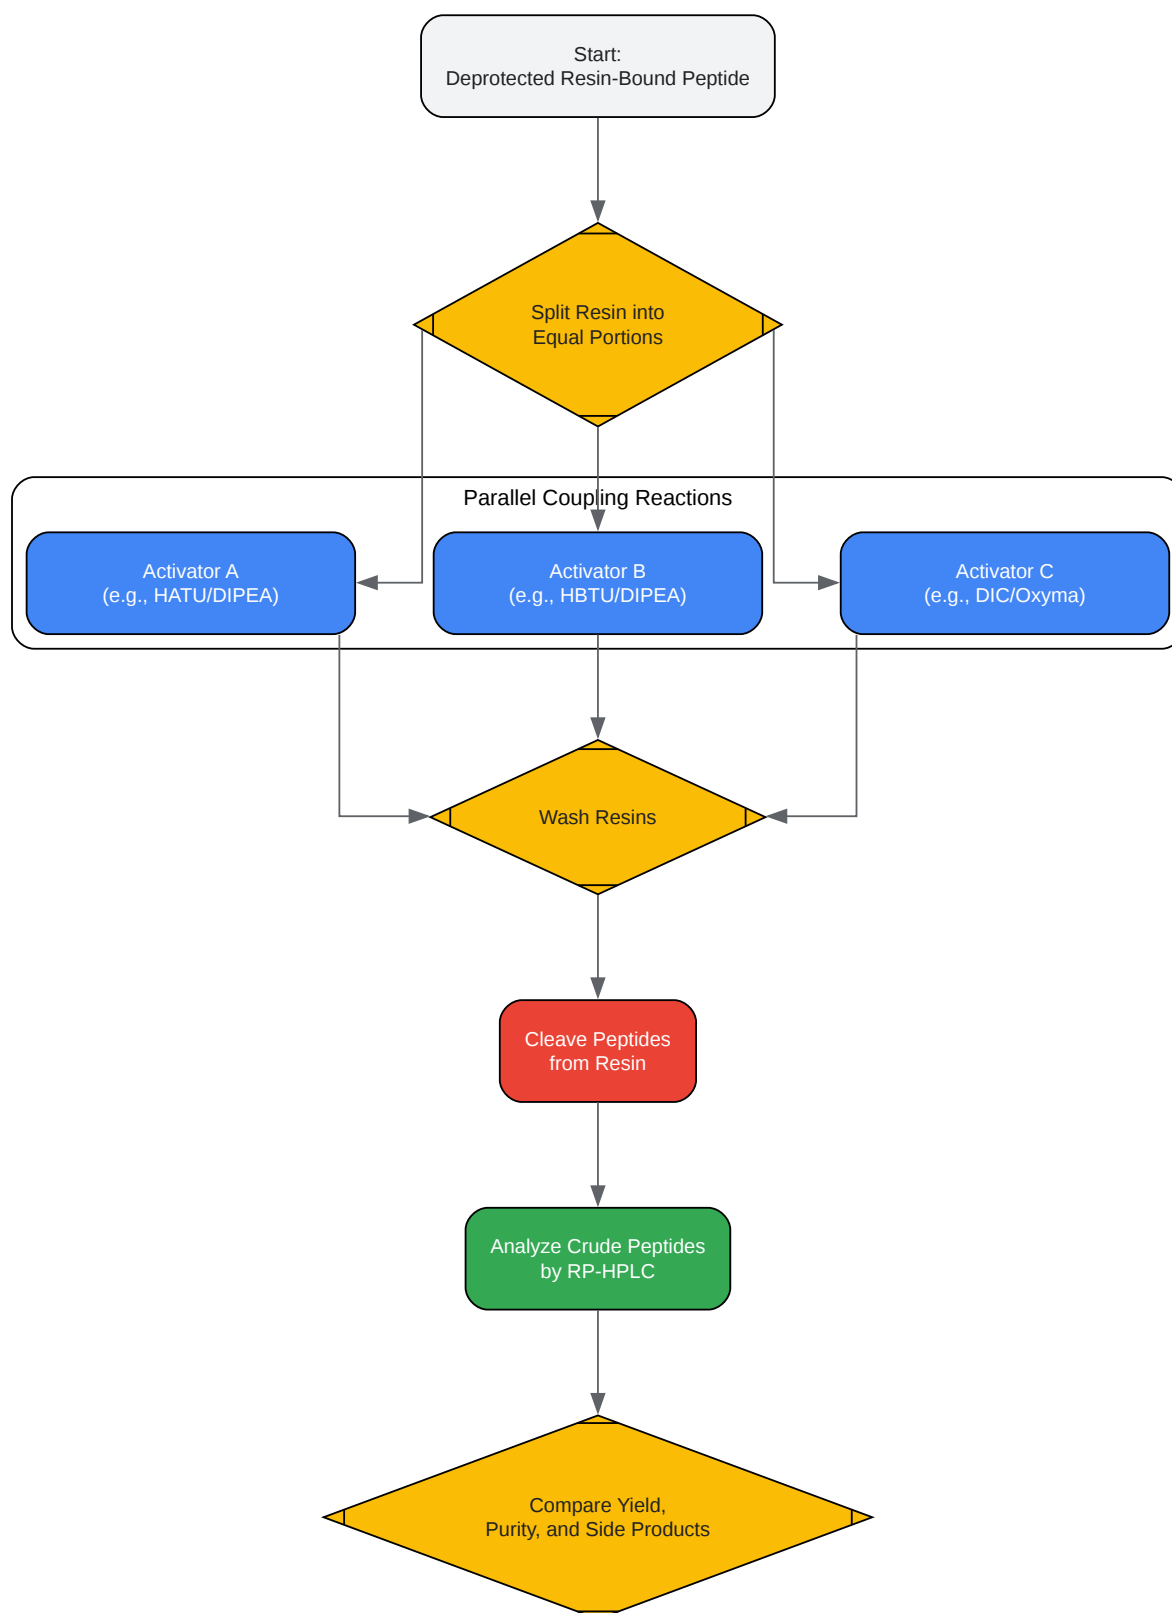 Start:
Deprotected Resin-Bound Peptide
Split Resin into
Equal Portions
Parallel Coupling Reactions
Activator A
(e.g., HATU/DIPEA)
Activator B
(e.g., HBTU/DIPEA)
Activator C
(e.g., DIC/Oxyma)
Wash Resins
Cleave Peptides
from Resin
Analyze Crude Peptides
by RP-HPLC
Compare Yield,
Purity, and Side Products